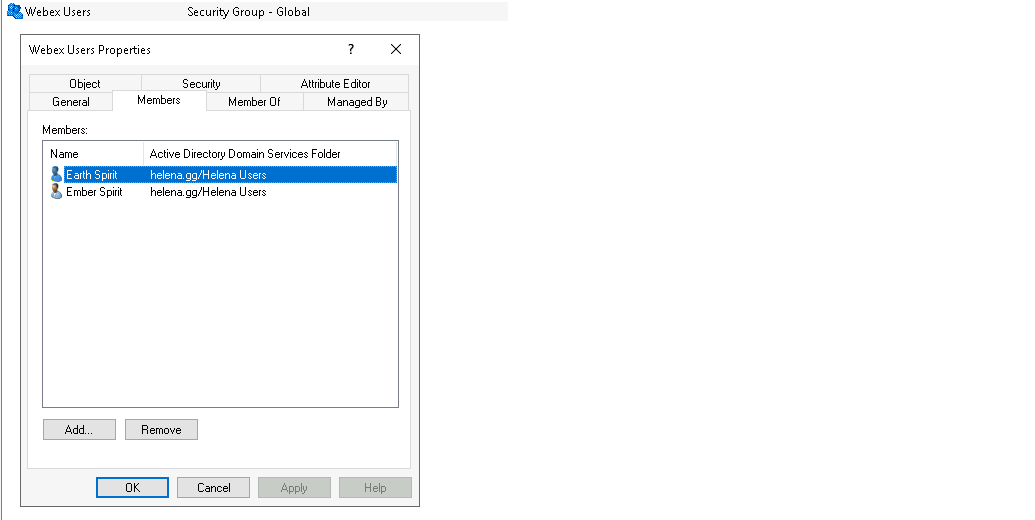 Webex Users Security Group - Global
Webex Users Properties ? ×
Object Security Attribute Editor
General Members Member Of Managed By
Members:
Name Active Directory Domain Services Folder
Earth Spirit helena.gg/Helena Users
Ember Spirit helena.gg/Helena Users
Add... Remove
OK Cancel Apply Help